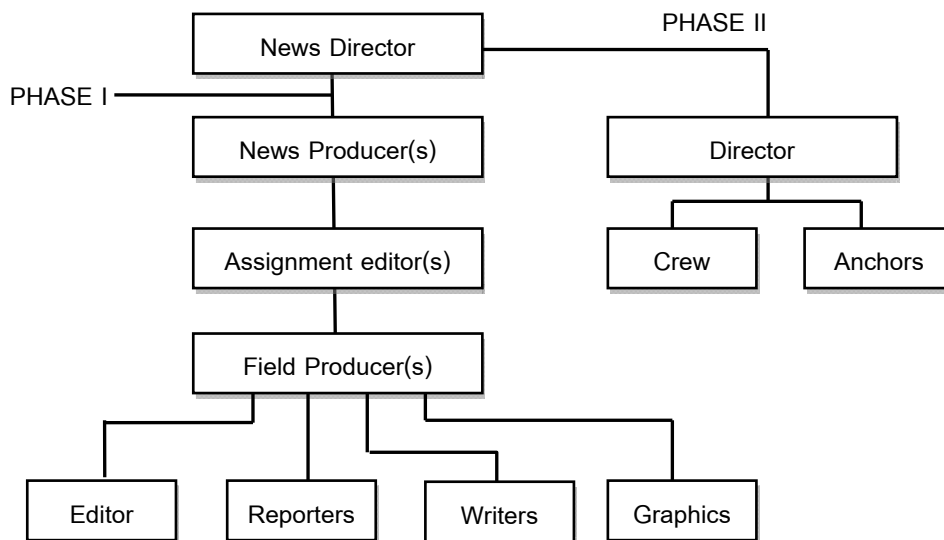 PHASE II
News Director
PHASE I
News Producer(s)
Director
Assignment editor(s)
Crew
Anchors
Field Producer(s)
Editor
Reporters
Writers
Graphics